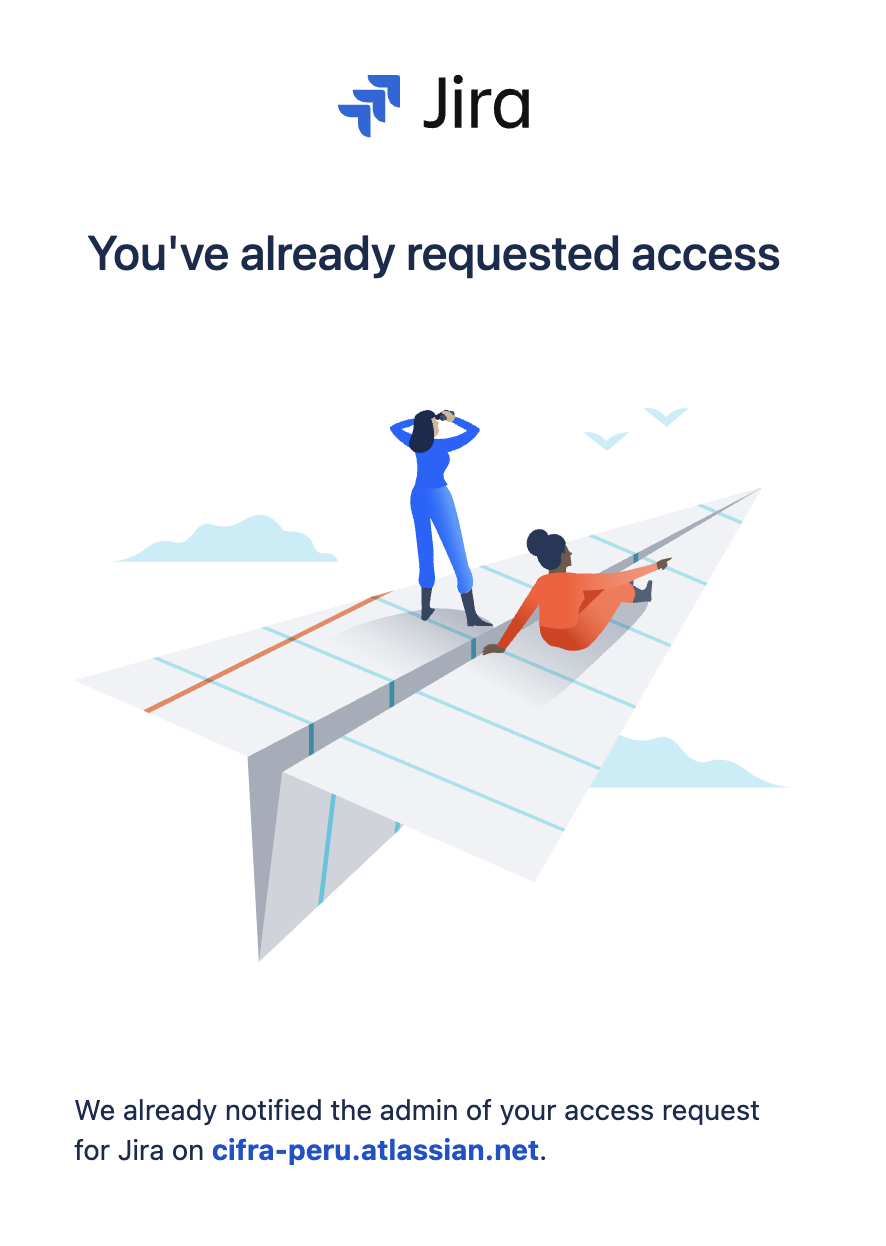 Jira
You've already requested access
We already notified the admin of your access request
for Jira on cifra-peru.atlassian.net.